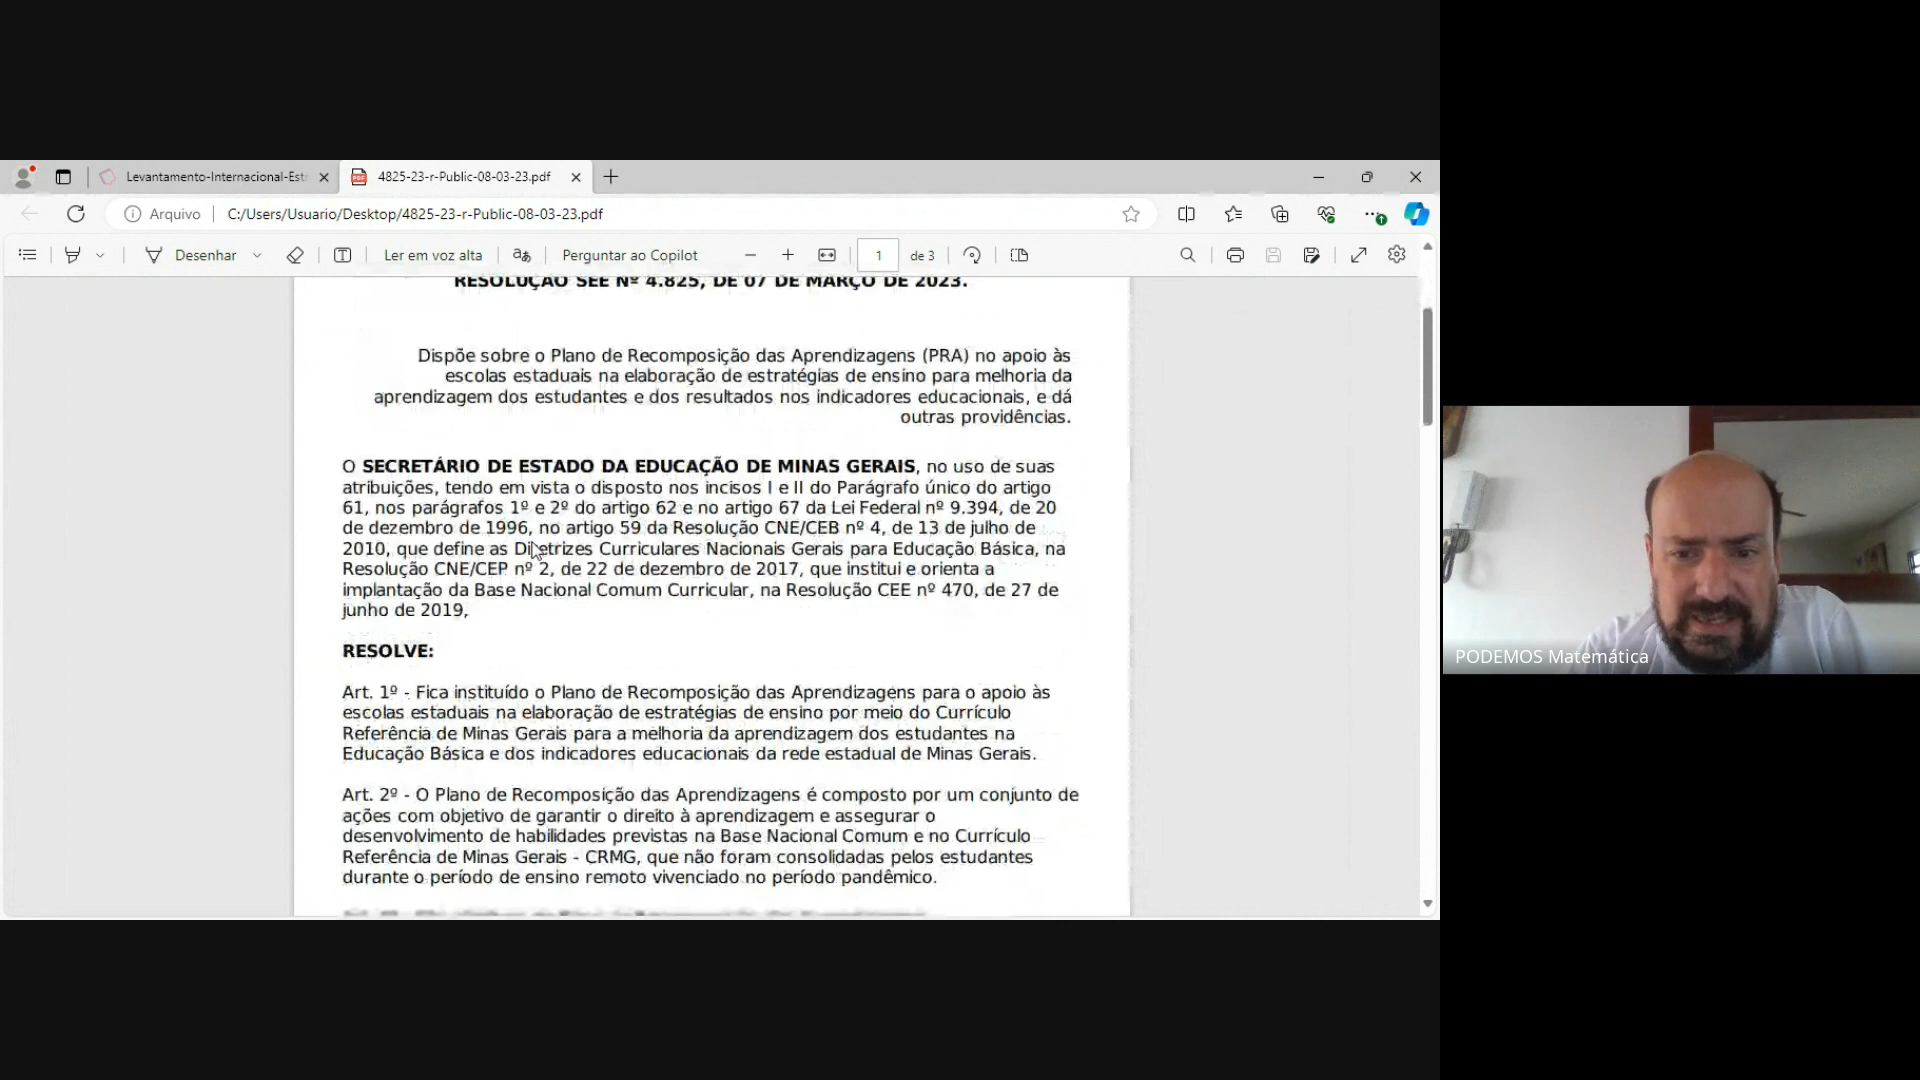 Levantamento-Internacional-Estr
4825-23-r-Public-08-03-23.pdf
Arquivo
C:/Users/Usuario/Desktop/4825-23-r-Public-08-03-23.pdf
Desenhar
Ler em voz alta
aあ
Perguntar ao Copilot
1
de 3
RESOLUÇÃO SEE Nº 4.825, DE 07 DE MARÇO DE 2023.
Dispõe sobre o Plano de Recomposição das Aprendizagens (PRA) no apoio às
escolas estaduais na elaboração de estratégias de ensino para melhoria da
aprendizagem dos estudantes e dos resultados nos indicadores educacionais, e dá
outras providências.
O SECRETÁRIO DE ESTADO DA EDUCAÇÃO DE MINAS GERAIS, no uso de suas
atribuições, tendo em vista o disposto nos incisos I e II do Parágrafo único do artigo
61, nos parágrafos 1º e 2º do artigo 62 e no artigo 67 da Lei Federal nº 9.394, de 20
de dezembro de 1996, no artigo 59 da Resolução CNE/CEB nº 4, de 13 de julho de
2010, que define as Diretrizes Curriculares Nacionais Gerais para Educação Básica, na
Resolução CNE/CEP nº 2, de 22 de dezembro de 2017, que institui e orienta a
implantação da Base Nacional Comum Curricular, na Resolução CEE nº 470, de 27 de
junho de 2019,
RESOLVE:
Art. 1º - Fica instituído o Plano de Recomposição das Aprendizagens para o apoio às
escolas estaduais na elaboração de estratégias de ensino por meio do Currículo
Referência de Minas Gerais para a melhoria da aprendizagem dos estudantes na
Educação Básica e dos indicadores educacionais da rede estadual de Minas Gerais.
Art. 2º - O Plano de Recomposição das Aprendizagens é composto por um conjunto de
ações com objetivo de garantir o direito à aprendizagem e assegurar o
desenvolvimento de habilidades previstas na Base Nacional Comum e no Currículo
Referência de Minas Gerais - CRMG, que não foram consolidadas pelos estudantes
durante o período de ensino remoto vivenciado no período pandêmico.
PODEMOS Matemática